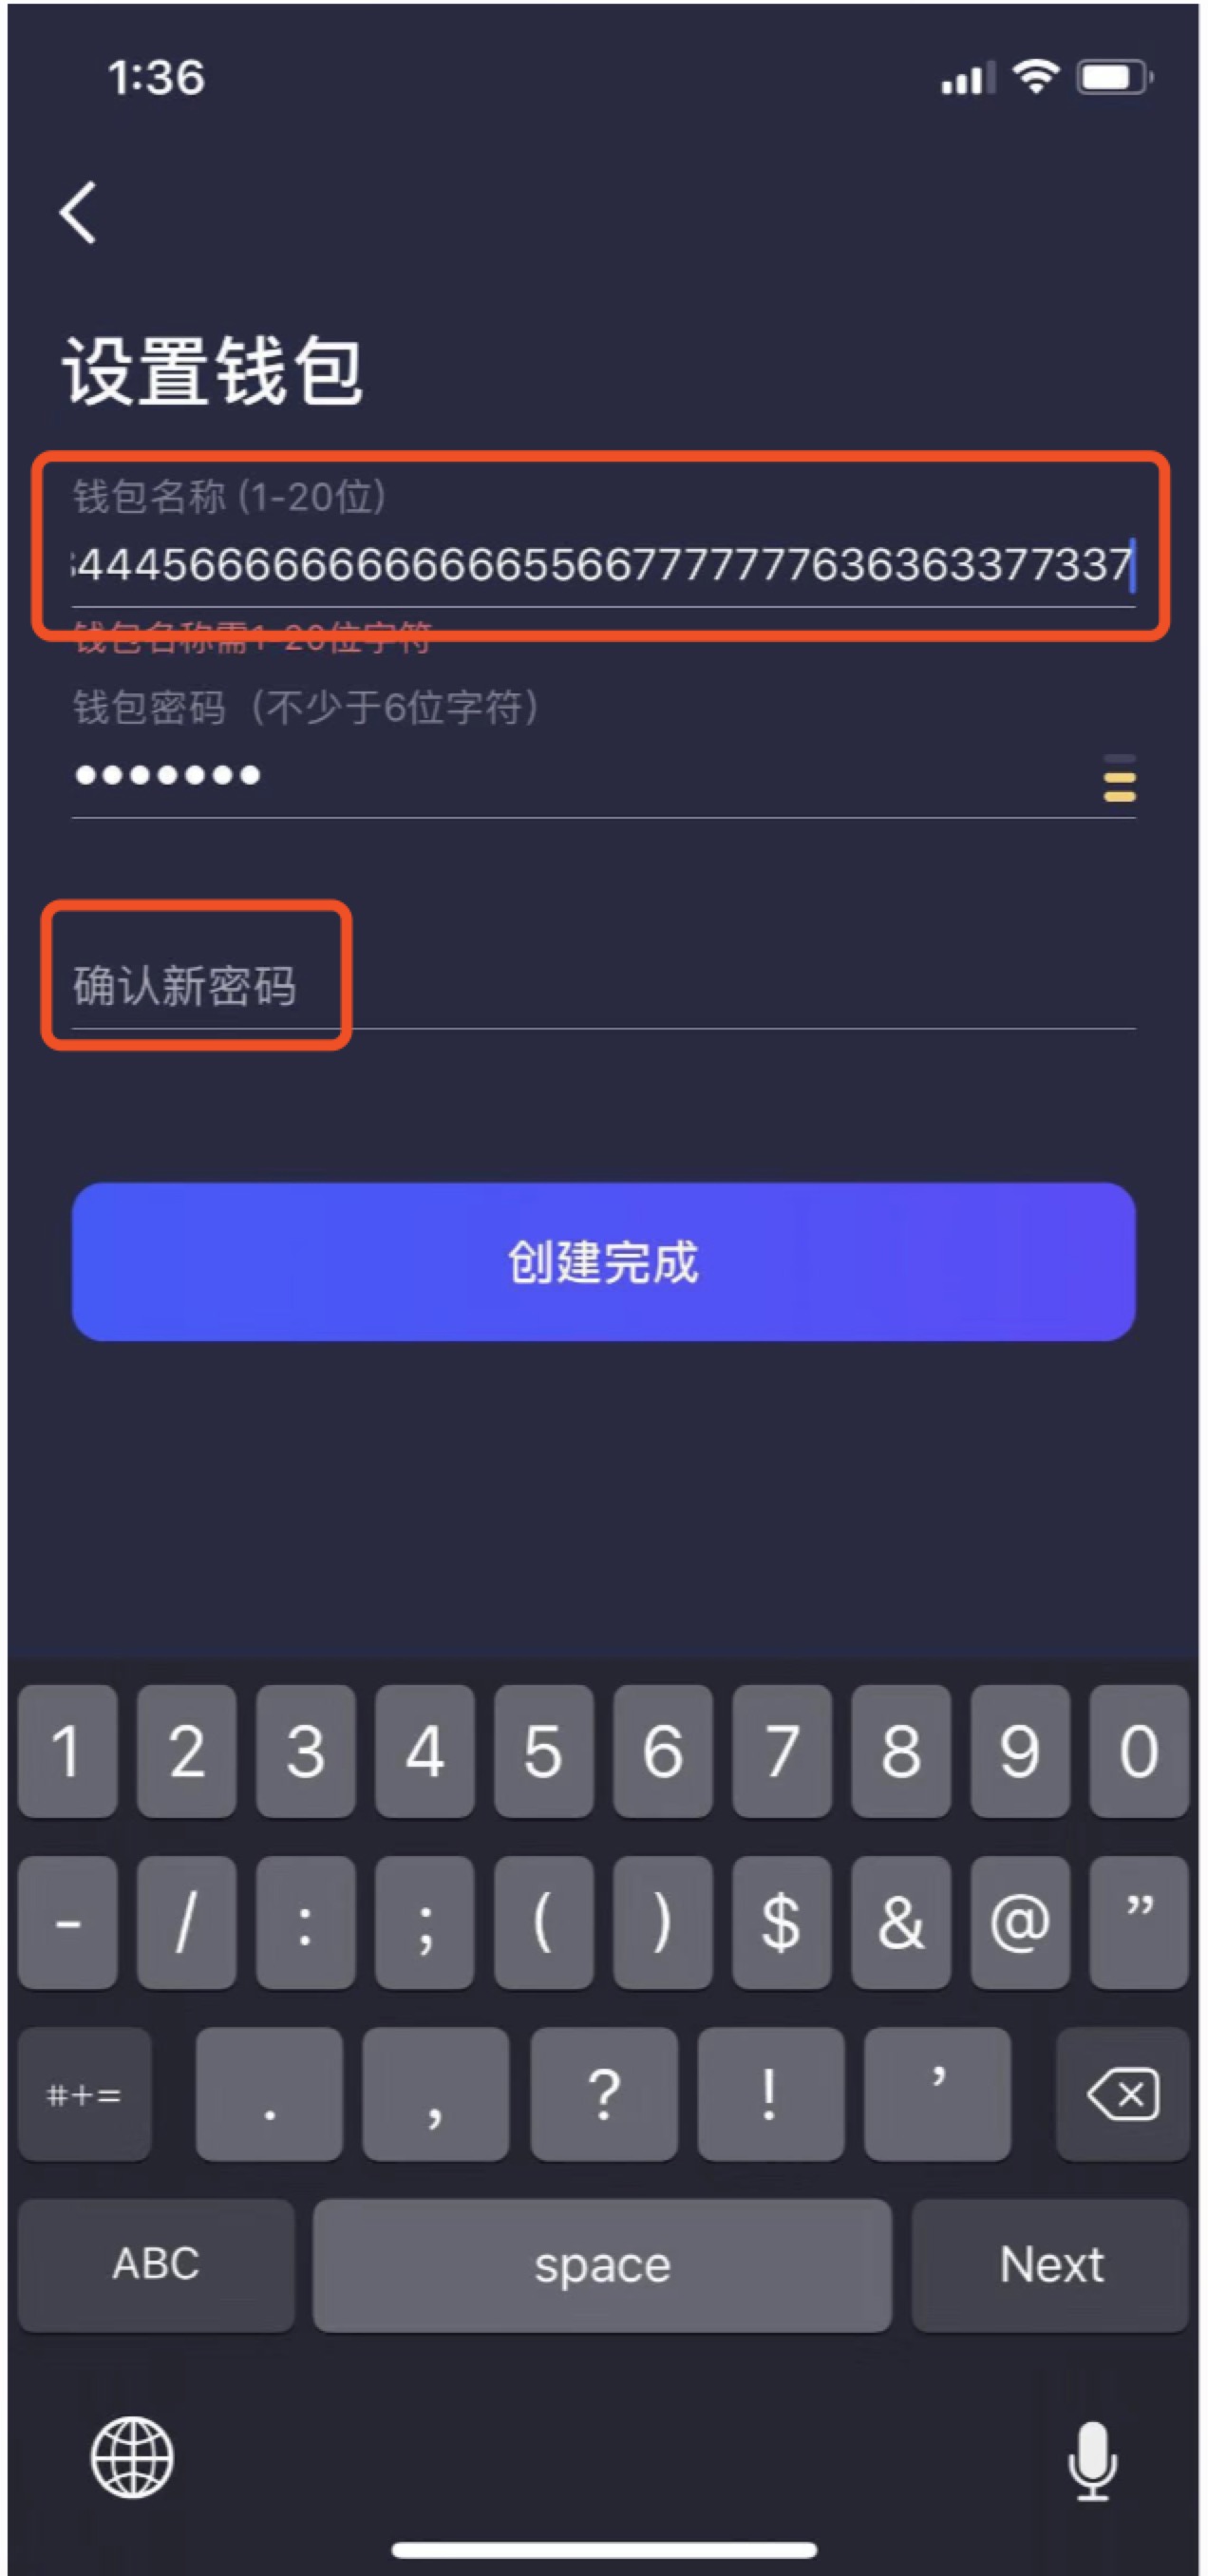 1:36
设置钱包
钱包名称 (1-20位)
444566666666666655667777777636363377337
钱包名称需1-20位字符
钱包密码（不少于6位字符）
•••••••
确认新密码
创建完成
1 2 3 4 5 6 7 8 9 0
- / : ; ( ) $ & @ ”
#+= . , ? ! ’
ABC space Next